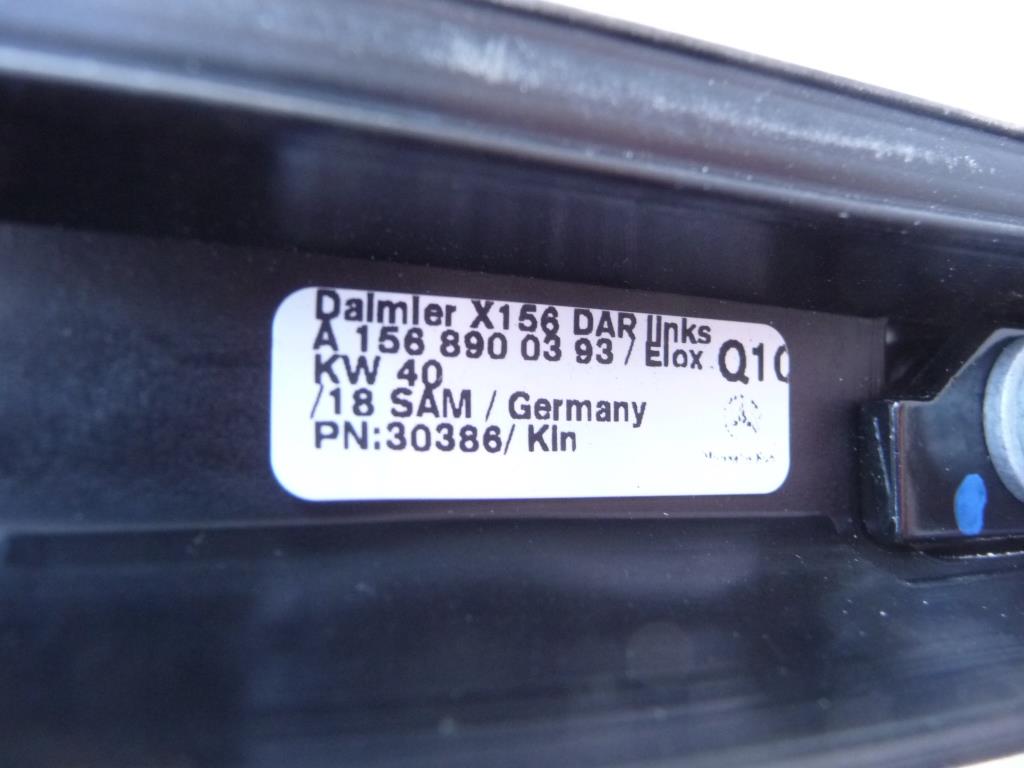 Daimler X156 DAR links
A 156 890 03 93 / Elox Q10
KW 40
/18 SAM / Germany
PN:30386/ Kln